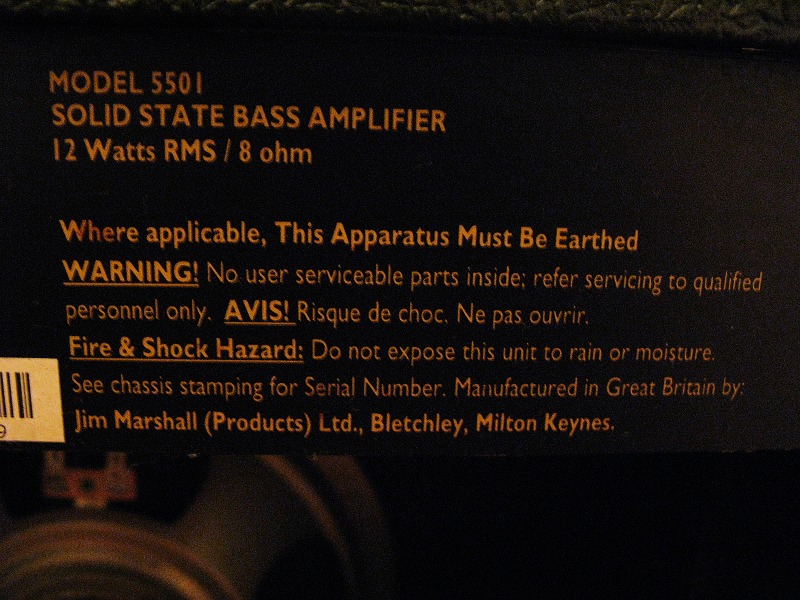 MODEL 5501
SOLID STATE BASS AMPLIFIER
12 Watts RMS / 8 ohm
Where applicable, This Apparatus Must Be Earthed
WARNING! No user serviceable parts inside; refer servicing to qualified
personnel only. AVIS! Risque de choc. Ne pas ouvrir.
Fire & Shock Hazard: Do not expose this unit to rain or moisture.
See chassis stamping for Serial Number. Manufactured in Great Britain by:
Jim Marshall (Products) Ltd., Bletchley, Milton Keynes.
9